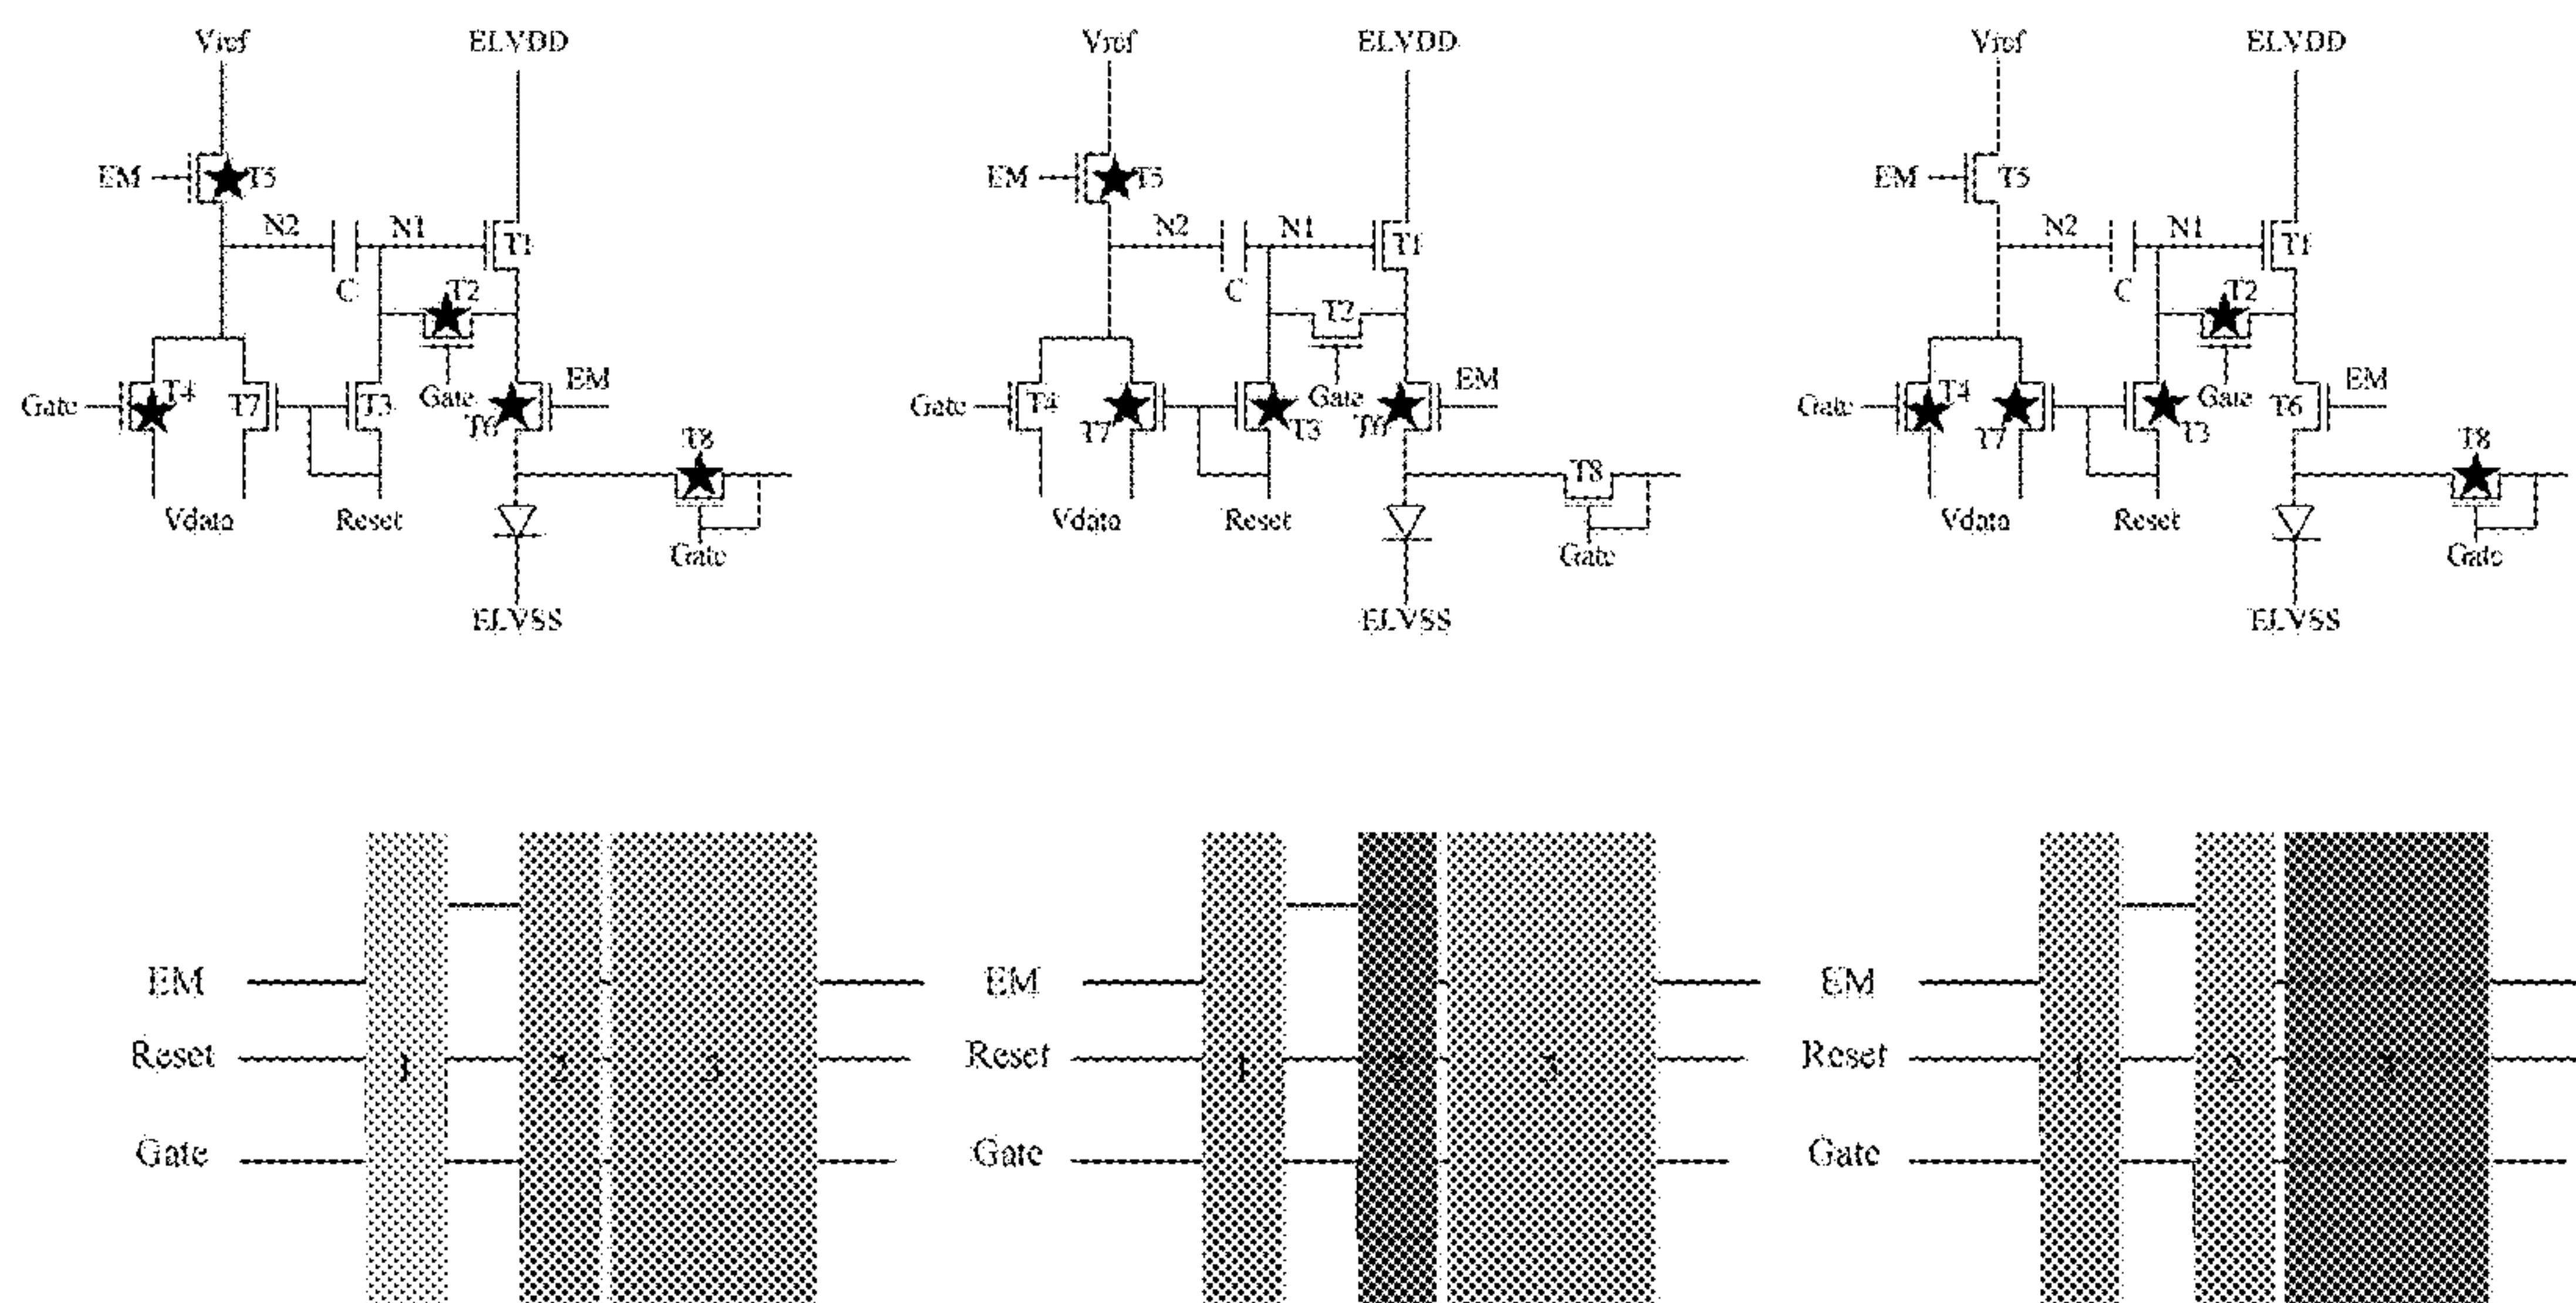 Vref ELVDD
EM T5
N2 N1 T1
C T2
Gate T4 T7 T3 Gate T6 EM
T8
Vdata Reset
Gate
ELVSS
Vref ELVDD
EM T5
N2 N1 T1
C T2
Gate T4 T7 T3 Gate T6 EM
T8
Vdata Reset
Gate
ELVSS
Vref ELVDD
EM T5
N2 N1 T1
C T2
Gate T4 T7 T3 Gate T6 EM
T8
Vdata Reset
Gate
ELVSS
EM
Reset 1 2 3
Gate
EM
Reset 1
Gate
EM
Reset 1 2
Gate